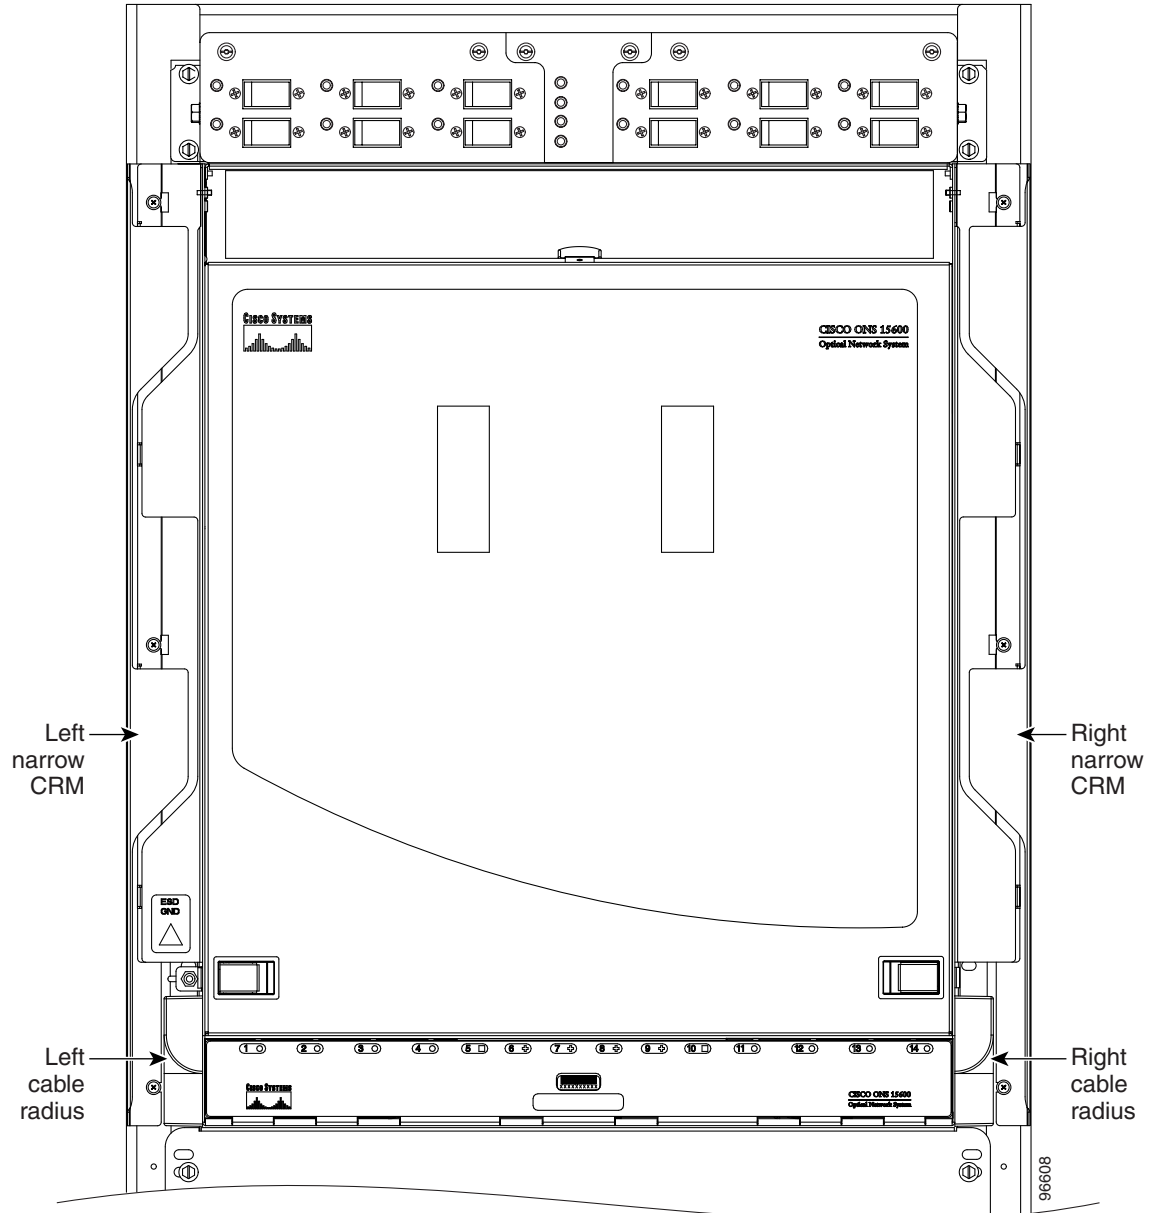 CISCO SYSTEMS
CISCO ONS 15600
Optical Network System
Left
narrow
CRM
Right
narrow
CRM
ESD
GND
1 2 3 4 5 6 7 8 9 10 11 12 13 14
Left
cable
radius
Right
cable
radius
CISCO SYSTEMS
CISCO ONS 15600
Optical Network System
96608